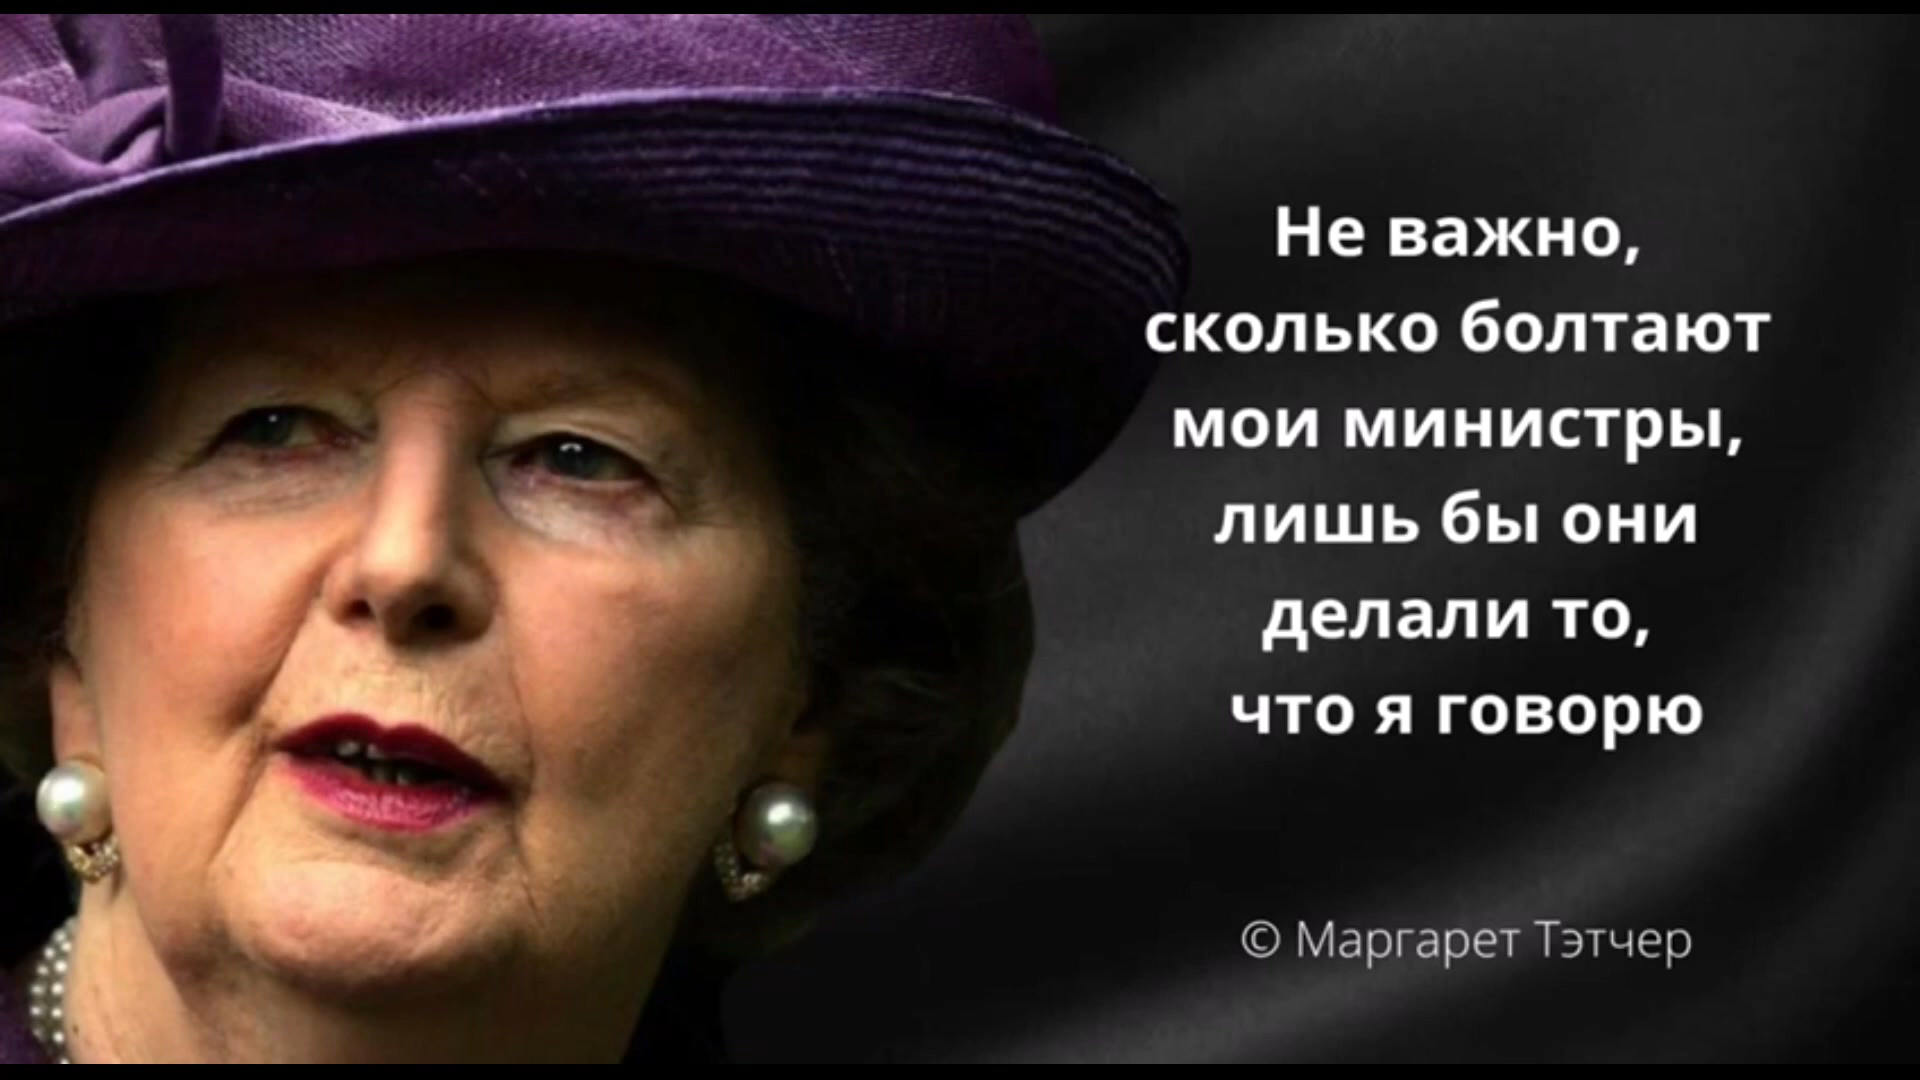 Не важно,
сколько болтают
мои министры,
лишь бы они
делали то,
что я говорю
© Маргарет Тэтчер